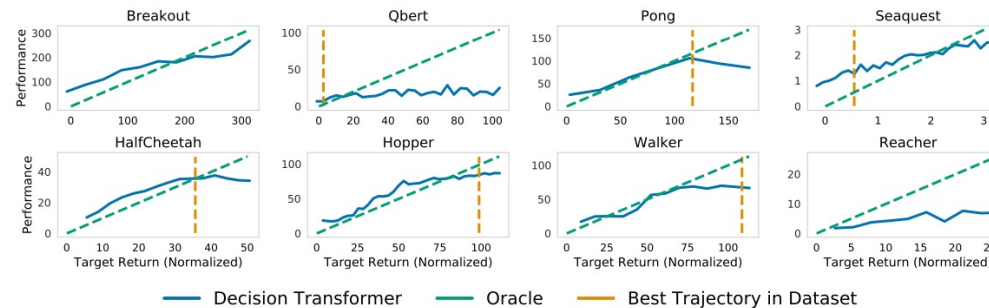 Breakout
Qbert
Pong
Seaquest
Performance
300
200
100
0
0 100 200 300
100
50
0
0 25 50 75 100
150
100
50
0
0 50 100 150
3
2
1
0
0 1 2 3
HalfCheetah
Hopper
Walker
Reacher
Performance
40
20
0
0 10 20 30 40 50
100
50
0
0 25 50 75 100
100
50
0
0 25 50 75 100
20
10
0
0 5 10 15 20 25
Target Return (Normalized)
Target Return (Normalized)
Target Return (Normalized)
Target Return (Normalized)
Decision Transformer
Oracle
Best Trajectory in Dataset